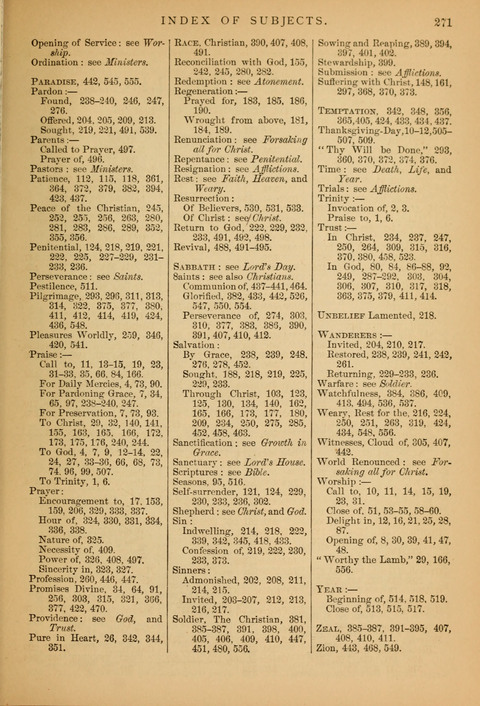 INDEX OF SUBJECTS.
271
Opening of Service: see Wor-
ship.
Ordination: see Ministers.
PARADISE, 442, 545, 555.
Pardon:—
Found, 238–240, 246, 247,
276.
Offered, 204, 205, 209, 213.
Sought, 219, 221, 491, 539.
Parents:—
Called to Prayer, 497.
Prayer of, 496.
Pastors: see Ministers.
Patience, 112, 115, 118, 361,
364, 372, 379, 382, 394,
423, 437.
Peace of the Christian, 245,
252, 255, 256, 263, 280,
281, 283, 286, 289, 352,
355, 356.
Penitential, 124, 218, 219, 221,
222, 225, 227–229, 231–
233, 236.
Perseverance: see Saints.
Pestilence, 511.
Pilgrimage, 293, 296, 311, 313,
314, 322, 375, 377, 380,
411, 412, 414, 419, 424,
436, 548.
Pleasures Worldly, 259, 346,
420, 541.
Praise:—
Call to, 11, 13–15, 19, 23,
31–33, 35, 66, 84, 166.
For Daily Mercies, 4, 73, 90.
For Pardoning Grace, 7, 34,
65, 97, 238–240, 247.
For Preservation, 7, 73, 93.
To Christ, 29, 32, 140, 141,
155, 163, 165, 166, 172,
173, 175, 176, 240, 244.
To God, 4, 7, 9, 12–14, 22,
24, 27, 33–36, 66, 68, 73,
74, 96, 99, 507.
To Trinity, 1, 6.
Prayer:
Encouragement to, 17, 153,
159, 206, 329, 333, 337.
Hour of, 324, 330, 331, 334,
336, 338.
Nature of, 325.
Necessity of, 409.
Power of, 326, 408, 497.
Sincerity in, 323, 327.
Profession, 260, 446, 447.
Promises Divine, 34, 64, 91,
256, 303, 315, 321, 366,
377, 422, 470.
Providence: see God, and
Trust.
Pure in Heart, 26, 342, 344,
351.
RACE, Christian, 390, 407, 408,
491.
Reconciliation with God, 155,
242, 245, 280, 282.
Redemption: see Atonement.
Regeneration:—
Prayed for, 183, 185, 186,
190.
Wrought from above, 181,
184, 189.
Renunciation: see Forsaking
all for Christ.
Repentance: see Penitential.
Resignation: see Afflictions.
Rest: see Faith, Heaven, and
Weary.
Resurrection:
Of Believers, 530, 531, 533.
Of Christ: see Christ.
Return to God, 222, 229, 232,
233, 491, 492, 498.
Revival, 488, 491–495.
SABBATH: see Lord's Day.
Saints: see also Christians.
Communion of, 437–441, 464.
Glorified, 382, 433, 442, 526,
547, 550, 554.
Perseverance of, 274, 303,
310, 377, 383, 386, 390,
391, 407, 410, 412.
Salvation:
By Grace, 238, 239, 248,
276, 278, 452.
Sought, 188, 218, 219, 225,
229, 233.
Through Christ, 103, 123,
125, 130, 134, 140, 162,
165, 166, 173, 177, 180,
209, 234, 250, 275, 285,
452, 458, 463.
Sanctification: see Growth in
Grace.
Sanctuary: see Lord's House.
Scriptures: see Bible.
Seasons, 95, 516.
Self-surrender, 121, 124, 229,
230, 233, 236, 302.
Shepherd: see Christ, and God.
Sin:
Indwelling, 214, 218, 222,
339, 342, 345, 418, 433.
Confession of, 219, 222, 230,
233, 373.
Sinners:
Admonished, 202, 208, 211,
214, 215.
Invited, 203–207, 212, 213,
216, 217.
Soldier, The Christian, 381,
385–387, 391, 398, 400,
405, 406, 409, 410, 447,
451, 480, 556.
Sowing and Reaping, 389, 394,
397, 401, 402.
Stewardship, 399.
Submission: see Afflictions.
Suffering with Christ, 148, 161,
297, 368, 370, 373.
TEMPTATION, 342, 348, 356,
365, 405, 424, 433, 434, 437.
Thanksgiving-Day, 10–12, 505–
507, 509.
"Thy Will be Done," 293,
360, 370, 372, 374, 376.
Time: see Death, Life, and
Year.
Trials: see Afflictions.
Trinity:—
Invocation of, 2, 3.
Praise to, 1, 6.
Trust:—
In Christ, 234, 237, 247,
250, 264, 309, 315, 316,
370, 380, 458, 523.
In God, 80, 84, 86–88, 92,
249, 287–292, 303, 304,
306, 307, 310, 317, 318,
363, 375, 379, 411, 414.
UNBELIEF Lamented, 218.
WANDERERS:—
Invited, 204, 210, 217.
Restored, 238, 239, 241, 242,
261.
Returning, 229–233, 236.
Warfare: see Soldier.
Watchfulness, 384, 386, 409,
413, 494, 536, 537.
Weary, Rest for the, 216, 224,
250, 251, 263, 319, 424,
434, 548, 556.
Witnesses, Cloud of, 305, 407,
442.
World Renounced: see For-
saking all for Christ.
Worship:—
Call to, 10, 11, 14, 15, 19,
23, 31.
Close of, 51, 53–55, 58–60.
Delight in, 12, 16, 21, 25, 28,
87.
Opening of, 8, 30, 39, 41, 47,
48.
"Worthy the Lamb," 29, 166,
556.
YEAR:—
Beginning of, 514, 518, 519.
Close of, 513, 515, 517.
ZEAL, 385–387, 391–395, 407,
408, 410, 411.
Zion, 443, 468, 549.